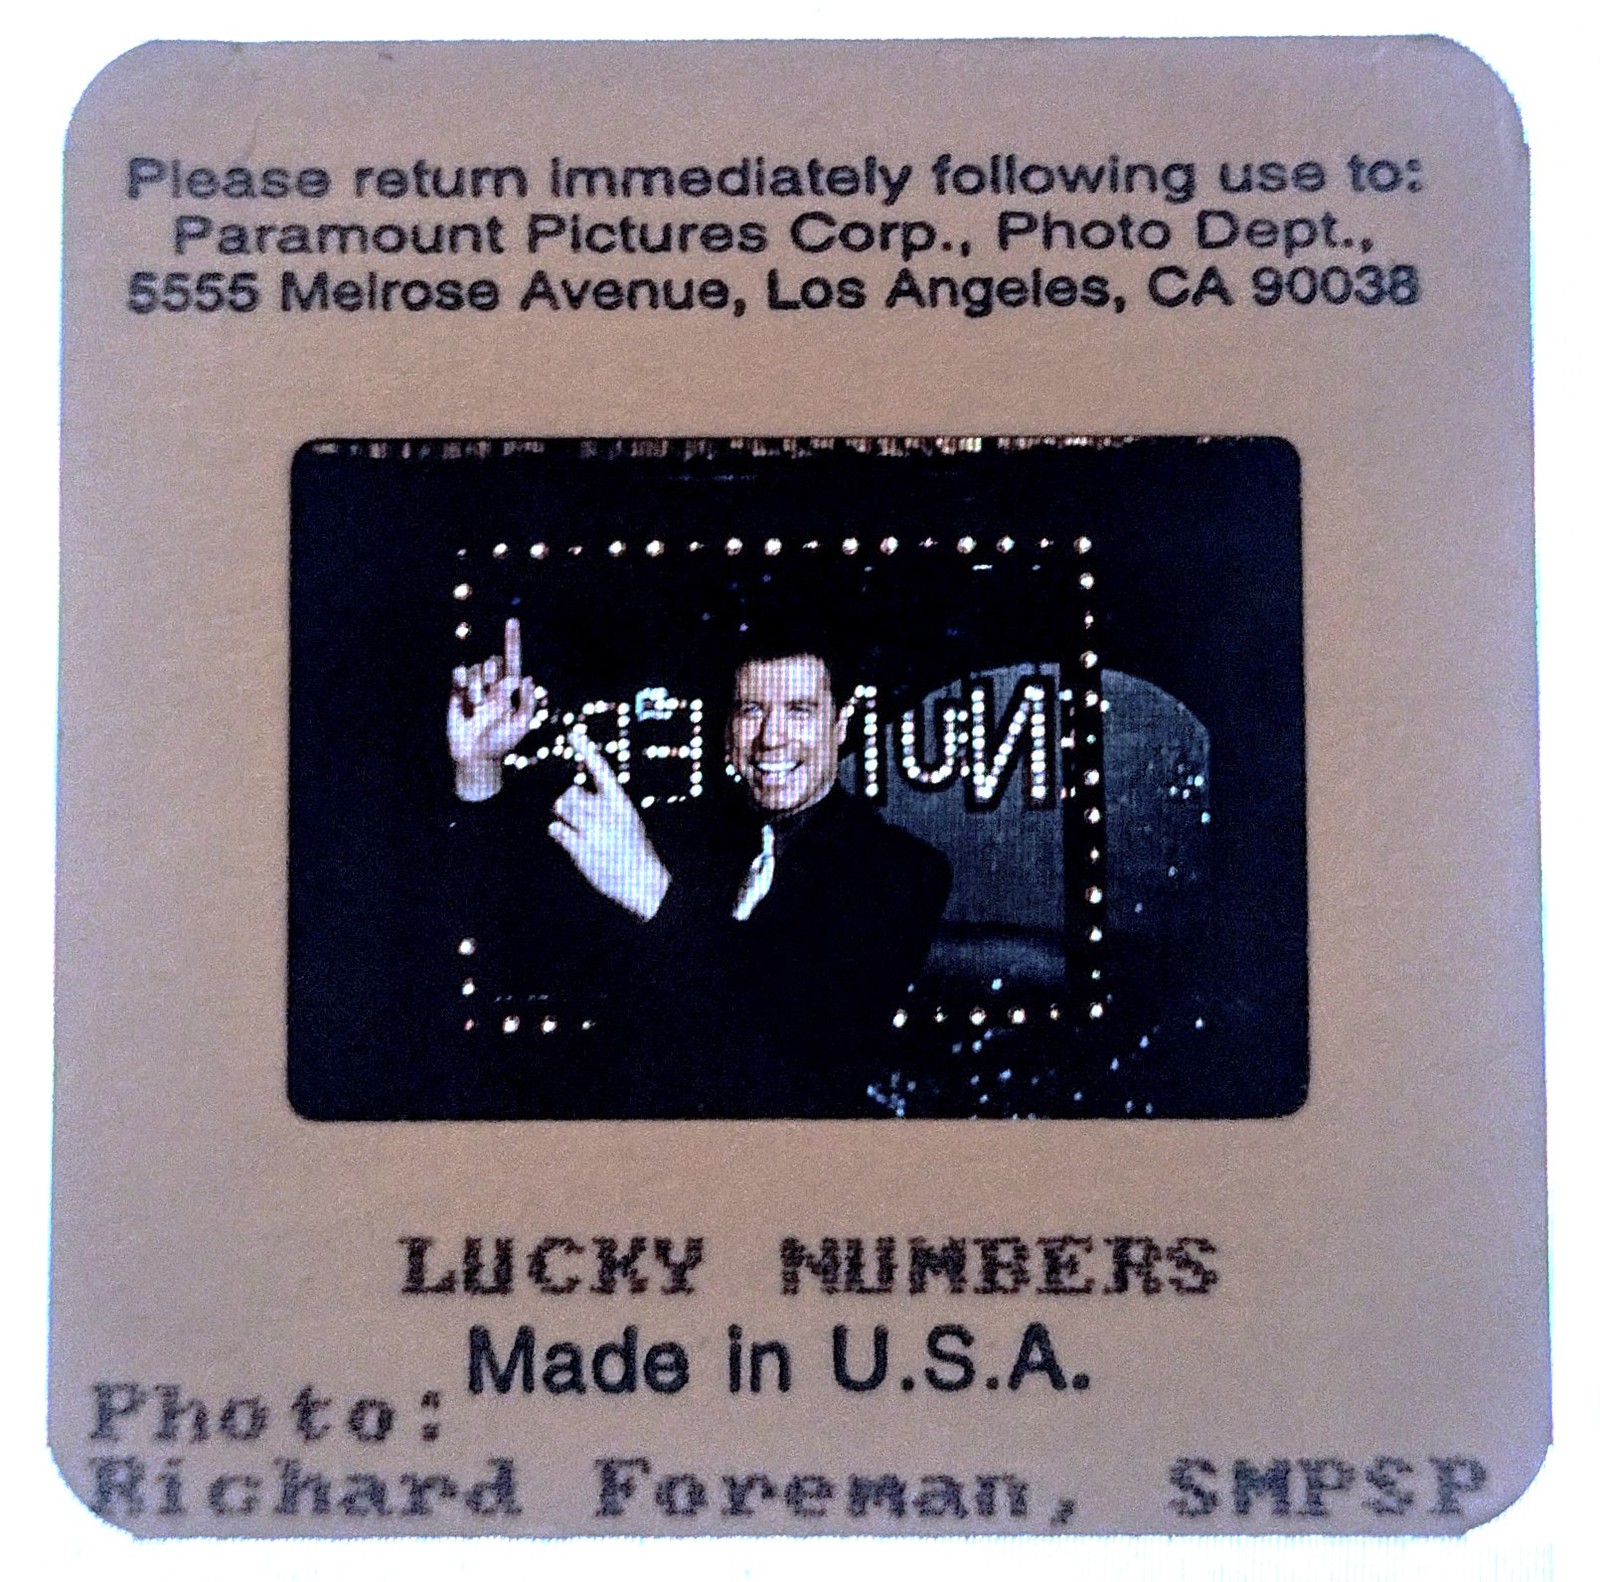 Please return immediately following use to:
Paramount Pictures Corp., Photo Dept.,
5555 Melrose Avenue, Los Angeles, CA 90038
LUCKY NUMBERS
Made in U.S.A.
Photo:
Richard Foreman, SMPSP